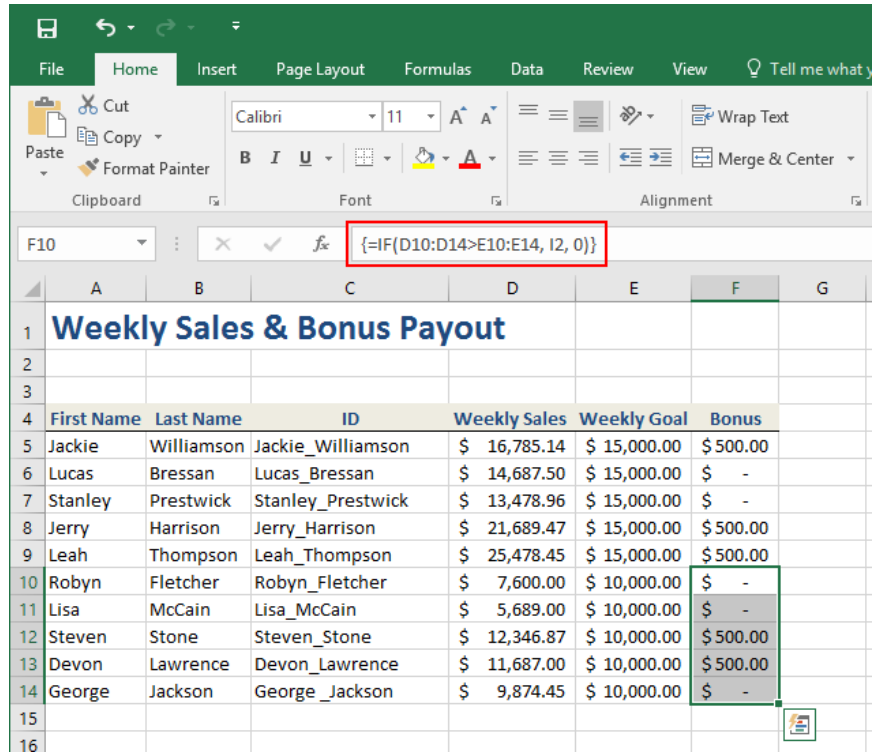 File Home Insert Page Layout Formulas Data Review View Tell me what
Cut
Copy
Paste
Format Painter
Clipboard
Calibri 11 A A
B I U A
Font
Wrap Text
Merge & Center
Alignment
F10 fx {=IF(D10:D14>E10:E14, I2, 0)}
A B C D E F G
1 Weekly Sales & Bonus Payout
2
3
4 First Name Last Name ID Weekly Sales Weekly Goal Bonus
5 Jackie Williamson Jackie_Williamson $ 16,785.14 $ 15,000.00 $ 500.00
6 Lucas Bressan Lucas_Bressan $ 14,687.50 $ 15,000.00 $ -
7 Stanley Prestwick Stanley_Prestwick $ 13,478.96 $ 15,000.00 $ -
8 Jerry Harrison Jerry_Harrison $ 21,689.47 $ 15,000.00 $ 500.00
9 Leah Thompson Leah_Thompson $ 25,478.45 $ 15,000.00 $ 500.00
10 Robyn Fletcher Robyn_Fletcher $ 7,600.00 $ 10,000.00 $ -
11 Lisa McCain Lisa_McCain $ 5,689.00 $ 10,000.00 $ -
12 Steven Stone Steven_Stone $ 12,346.87 $ 10,000.00 $ 500.00
13 Devon Lawrence Devon_Lawrence $ 11,687.00 $ 10,000.00 $ 500.00
14 George Jackson George _Jackson $ 9,874.45 $ 10,000.00 $ -
15
16